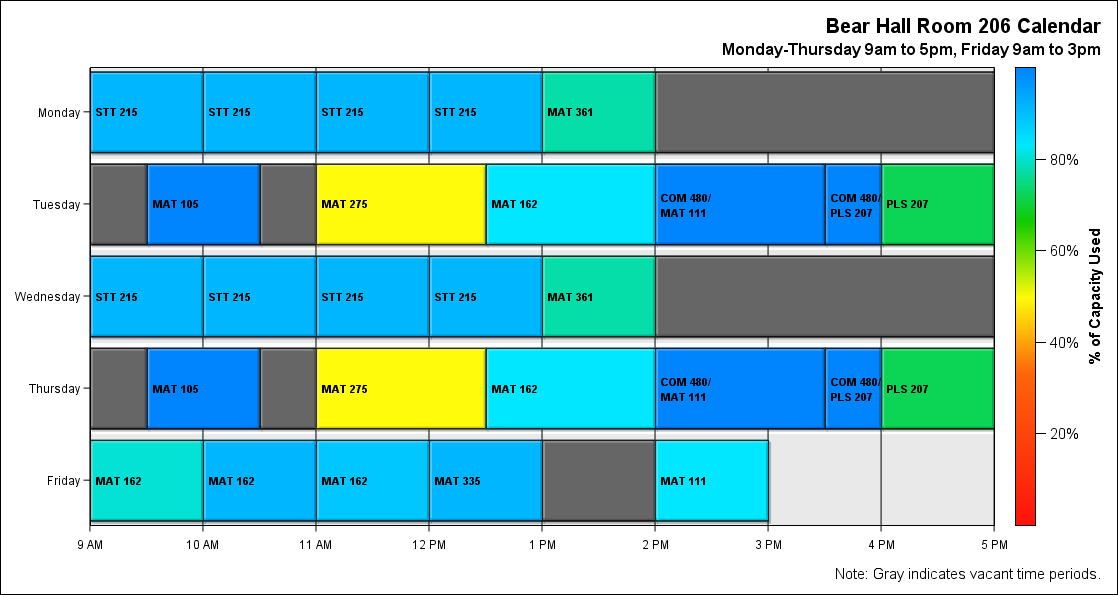 Bear Hall Room 206 Calendar
Monday-Thursday 9am to 5pm, Friday 9am to 3pm
Monday
STT 215
STT 215
STT 215
STT 215
MAT 361
Tuesday
MAT 105
MAT 275
MAT 162
COM 480/
MAT 111
COM 480/
PLS 207
PLS 207
Wednesday
STT 215
STT 215
STT 215
STT 215
MAT 361
Thursday
MAT 105
MAT 275
MAT 162
COM 480/
MAT 111
COM 480/
PLS 207
PLS 207
Friday
MAT 162
MAT 162
MAT 162
MAT 335
MAT 111
9 AM
10 AM
11 AM
12 PM
1 PM
2 PM
3 PM
4 PM
5 PM
80%
60%
40%
20%
% of Capacity Used
Note: Gray indicates vacant time periods.